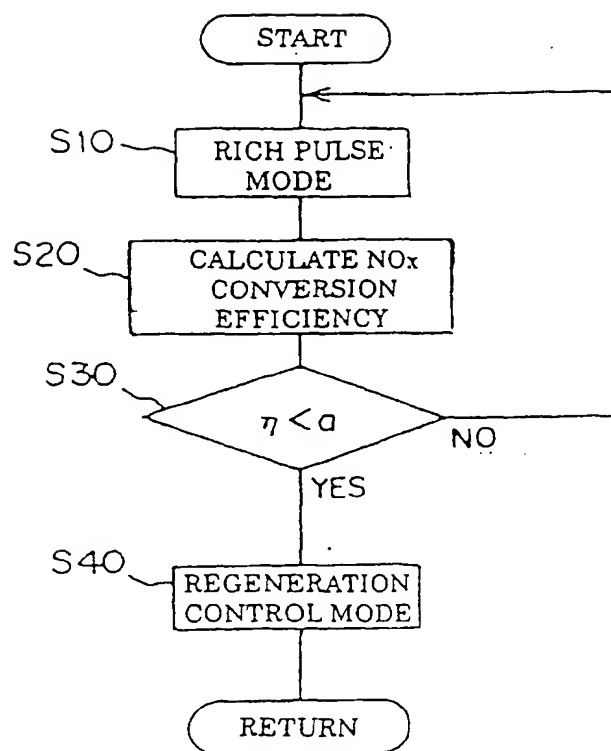 START
S10
RICH PULSE
MODE
S20
CALCULATE NOx
CONVERSION
EFFICIENCY
S30
η < a
NO
YES
S40
REGENERATION
CONTROL MODE
RETURN